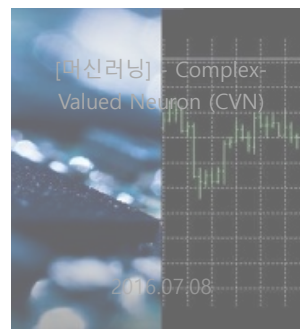 [머신러닝] - Complex-
Valued Neuron (CVN)
2016.07.08